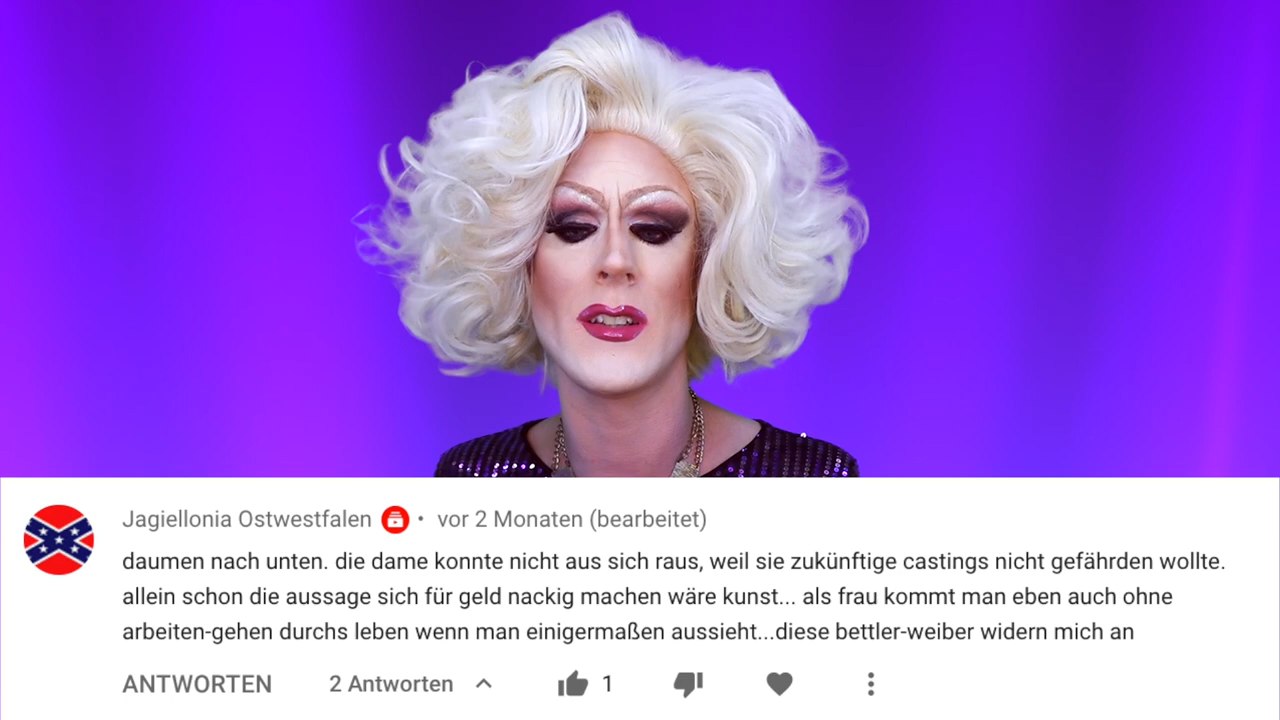 Jagiellonia Ostwestfalen • vor 2 Monaten (bearbeitet)
daumen nach unten. die dame konnte nicht aus sich raus, weil sie zukünftige castings nicht gefährden wollte.
allein schon die aussage sich für geld nackig machen wäre kunst... als frau kommt man eben auch ohne
arbeiten-gehen durchs leben wenn man einigermaßen aussieht...diese bettler-weiber widern mich an
ANTWORTEN 2 Antworten 1